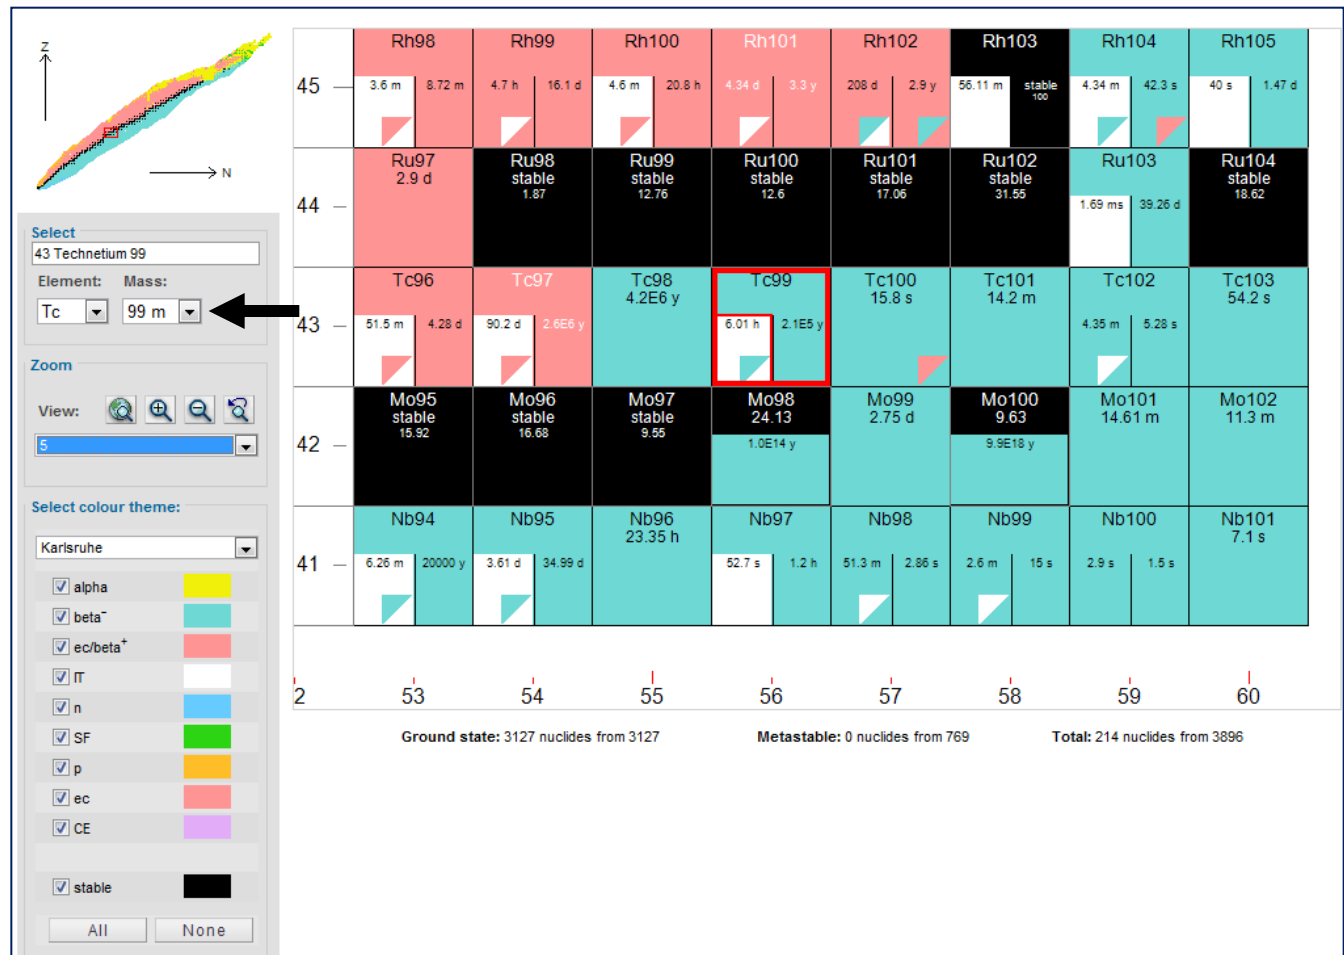 Z
N
Select
43 Technetium 99
Element: Mass:
Tc 99 m
Zoom
View:
5
Select colour theme:
Karlsruhe
alpha
beta-
ec/beta+
IT
n
SF
p
ec
CE
stable
All None
45
Rh98 Rh99 Rh100 Rh101 Rh102 Rh103 Rh104 Rh105
3.6 m 8.72 m 4.7 h 16.1 d 4.6 m 20.8 h 4.34 d 3.3 y 208 d 2.9 y 56.11 m stable 4.34 m 42.3 s 40 s 1.47 d
100
44
Ru97 Ru98 Ru99 Ru100 Ru101 Ru102 Ru103 Ru104
2.9 d stable stable stable stable stable stable
1.87 12.76 12.6 17.06 31.55 18.62
1.69 ms 39.26 d
43
Tc96 Tc97 Tc98 Tc99 Tc100 Tc101 Tc102 Tc103
4.2E6 y 15.8 s 14.2 m 54.2 s
51.5 m 4.28 d 90.2 d 2.6E6 y 6.01 h 2.1E5 y 4.35 m 5.28 s
42
Mo95 Mo96 Mo97 Mo98 Mo99 Mo100 Mo101 Mo102
stable stable stable 24.13 2.75 d 9.63 14.61 m 11.3 m
15.92 16.68 9.55 1.0E14 y 9.9E18 y
41
Nb94 Nb95 Nb96 Nb97 Nb98 Nb99 Nb100 Nb101
23.35 h 7.1 s
6.26 m 20000 y 3.61 d 34.99 d 52.7 s 1.2 h 51.3 m 2.86 s 2.6 m 15 s 2.9 s 1.5 s
2 53 54 55 56 57 58 59 60
Ground state: 3127 nuclides from 3127 Metastable: 0 nuclides from 769 Total: 214 nuclides from 3896